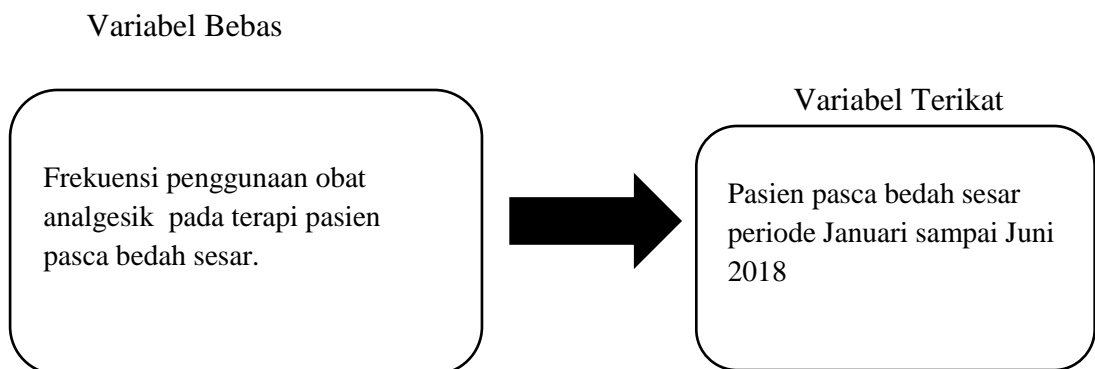 Variabel Bebas
Frekuensi penggunaan obat
analgesik pada terapi pasien
pasca bedah sesar.
Variabel Terikat
Pasien pasca bedah sesar
periode Januari sampai Juni
2018